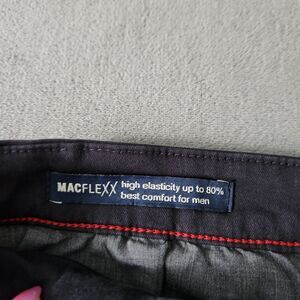 MACFLEXX high elasticity up to 80%
best comfort for men